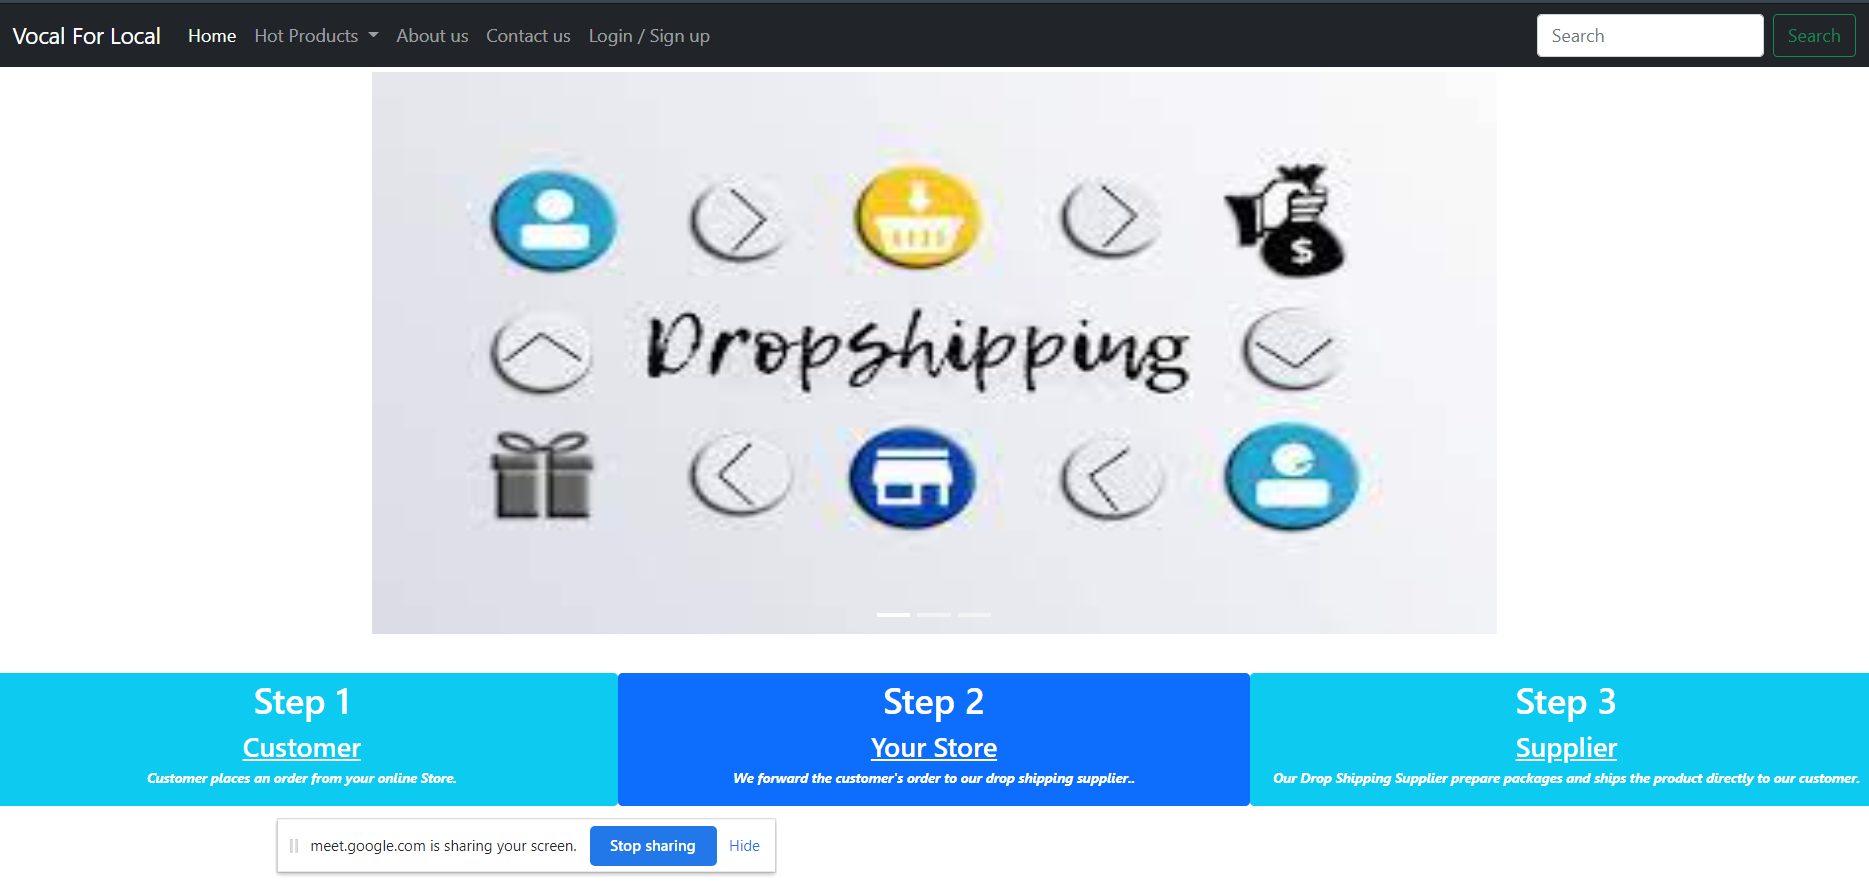 Vocal For Local Home Hot Products About us Contact us Login / Sign up Search Search
$
Dropshipping
Step 1
Customer
Customer places an order from your online Store.
Step 2
Your Store
We forward the customer's order to our drop shipping supplier..
Step 3
Supplier
Our Drop Shipping Supplier prepare packages and ships the product directly to our customer.
meet.google.com is sharing your screen. Stop sharing Hide